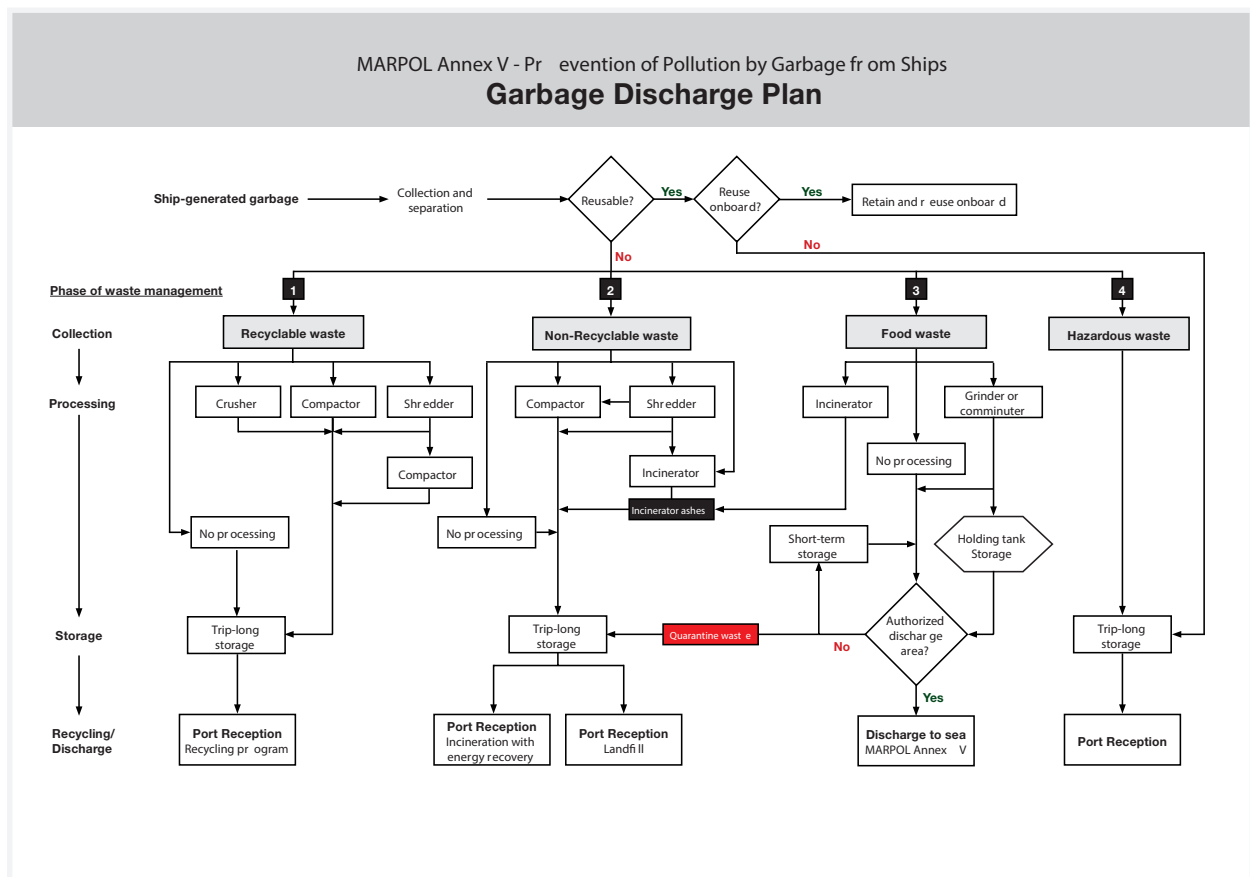 MARPOL Annex V - Pr evention of Pollution by Garbage fr om Ships
Garbage Discharge Plan
Ship-generated garbage
Collection and
separation
Reusable?
Yes
Reuse
onboard?
Yes
Retain and r euse onboar d
No
No
Phase of waste management
1
2
3
4
Collection
Recyclable waste
Non-Recyclable waste
Food waste
Hazardous waste
Processing
Crusher
Compactor
Shr edder
Compactor
Shr edder
Incinerator
Grinder or
comminuter
Compactor
Incinerator
No pr ocessing
Incinerator ashes
No pr ocessing
No pr ocessing
Short-term
storage
Holding tank
Storage
Storage
Trip-long
storage
Trip-long
storage
Quarantine wast e
No
Authorized
dischar ge
area?
Trip-long
storage
Yes
Recycling/
Discharge
Port Reception
Recycling pr ogram
Port Reception
Incineration with
energy recovery
Port Reception
Landfi ll
Discharge to sea
MARPOL Annex V
Port Reception